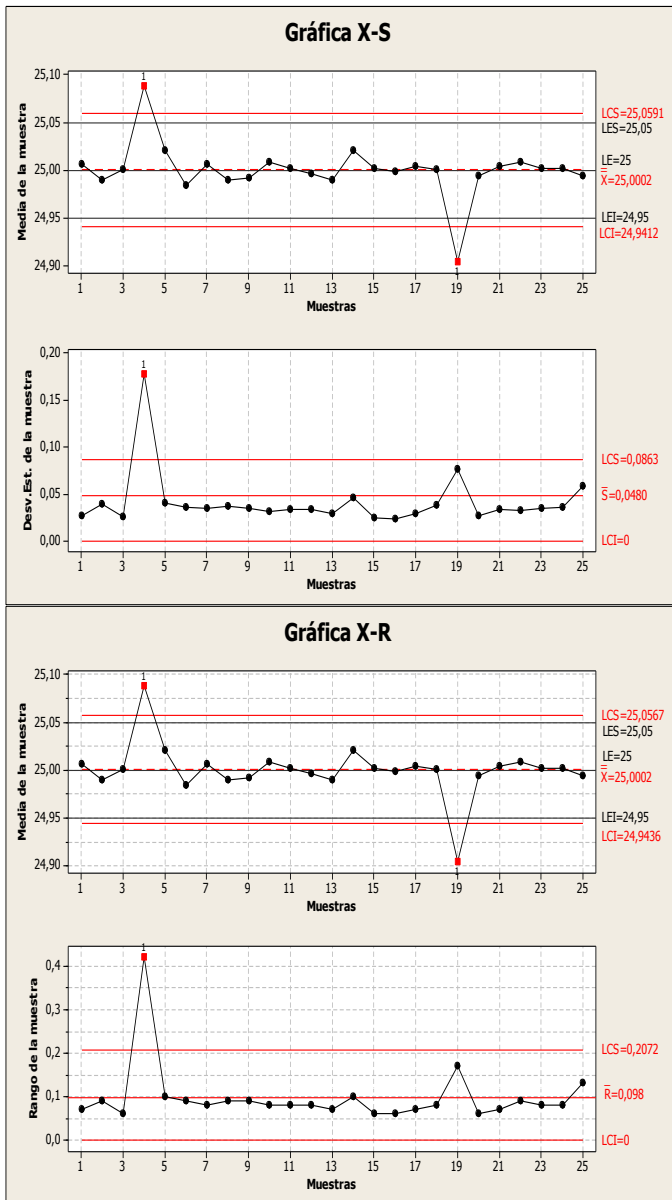 Gráfica X-S
25,10
25,05
25,00
24,95
24,90
Media de la muestra
1
1
LCS=25,0591
LES=25,05
LE=25
X=25,0002
LEI=24,95
LCI=24,9412
1 3 5 7 9 11 13 15 17 19 21 23 25
Muestras
0,20
0,15
0,10
0,05
0,00
Desv.Est. de la muestra
1
LCS=0,0863
S=0,0480
LCI=0
1 3 5 7 9 11 13 15 17 19 21 23 25
Muestras
Gráfica X-R
25,10
25,05
25,00
24,95
24,90
Media de la muestra
1
1
LCS=25,0567
LES=25,05
LE=25
X=25,0002
LEI=24,95
LCI=24,9436
1 3 5 7 9 11 13 15 17 19 21 23 25
Muestras
0,4
0,3
0,2
0,1
0,0
Rango de la muestra
1
LCS=0,2072
R=0,098
LCI=0
1 3 5 7 9 11 13 15 17 19 21 23 25
Muestras